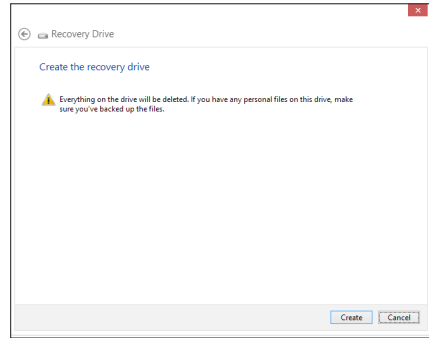 Recovery Drive
Create the recovery drive
Everything on the drive will be deleted. If you have any personal files on this drive, make
sure you've backed up the files.
Create Cancel